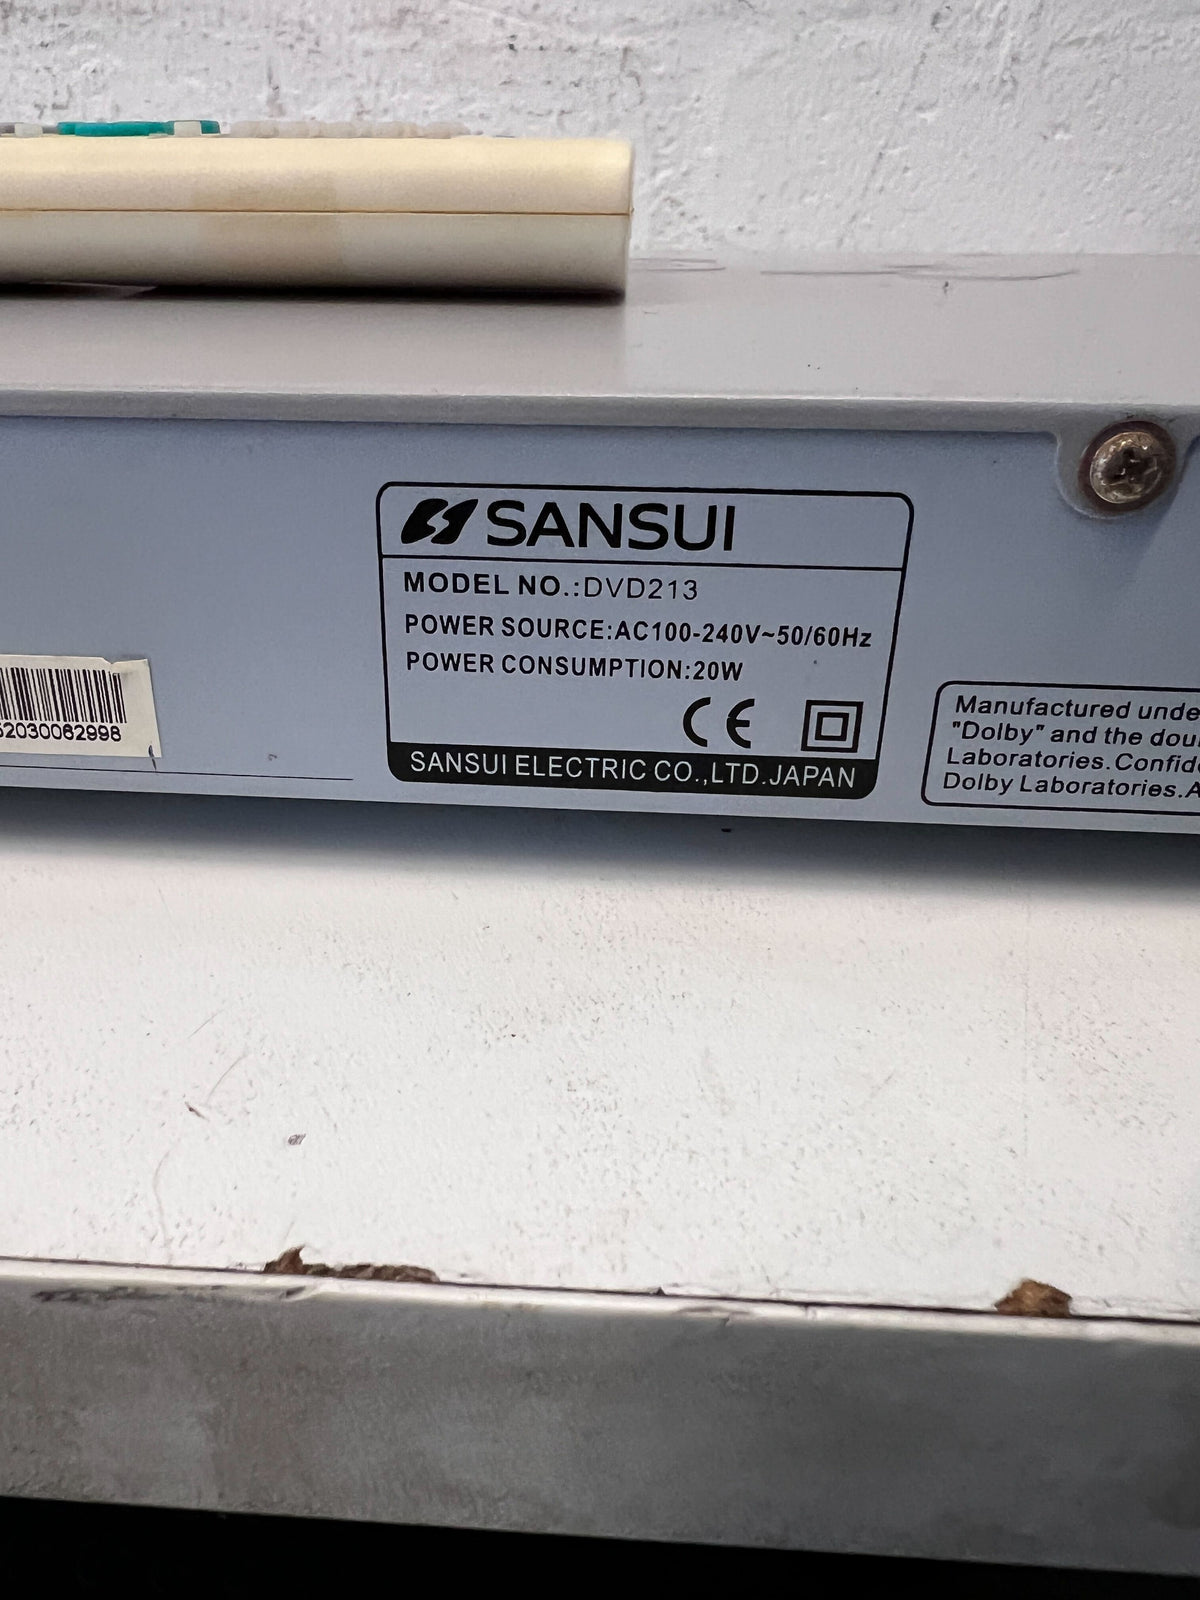 SANSUI
MODEL NO.:DVD213
POWER SOURCE:AC100-240V~50/60Hz
POWER CONSUMPTION:20W
CE
SANSUI ELECTRIC CO.,LTD.JAPAN
2030062998
Manufactured unde
"Dolby" and the dou
Laboratories.Confid
Dolby Laboratories.A